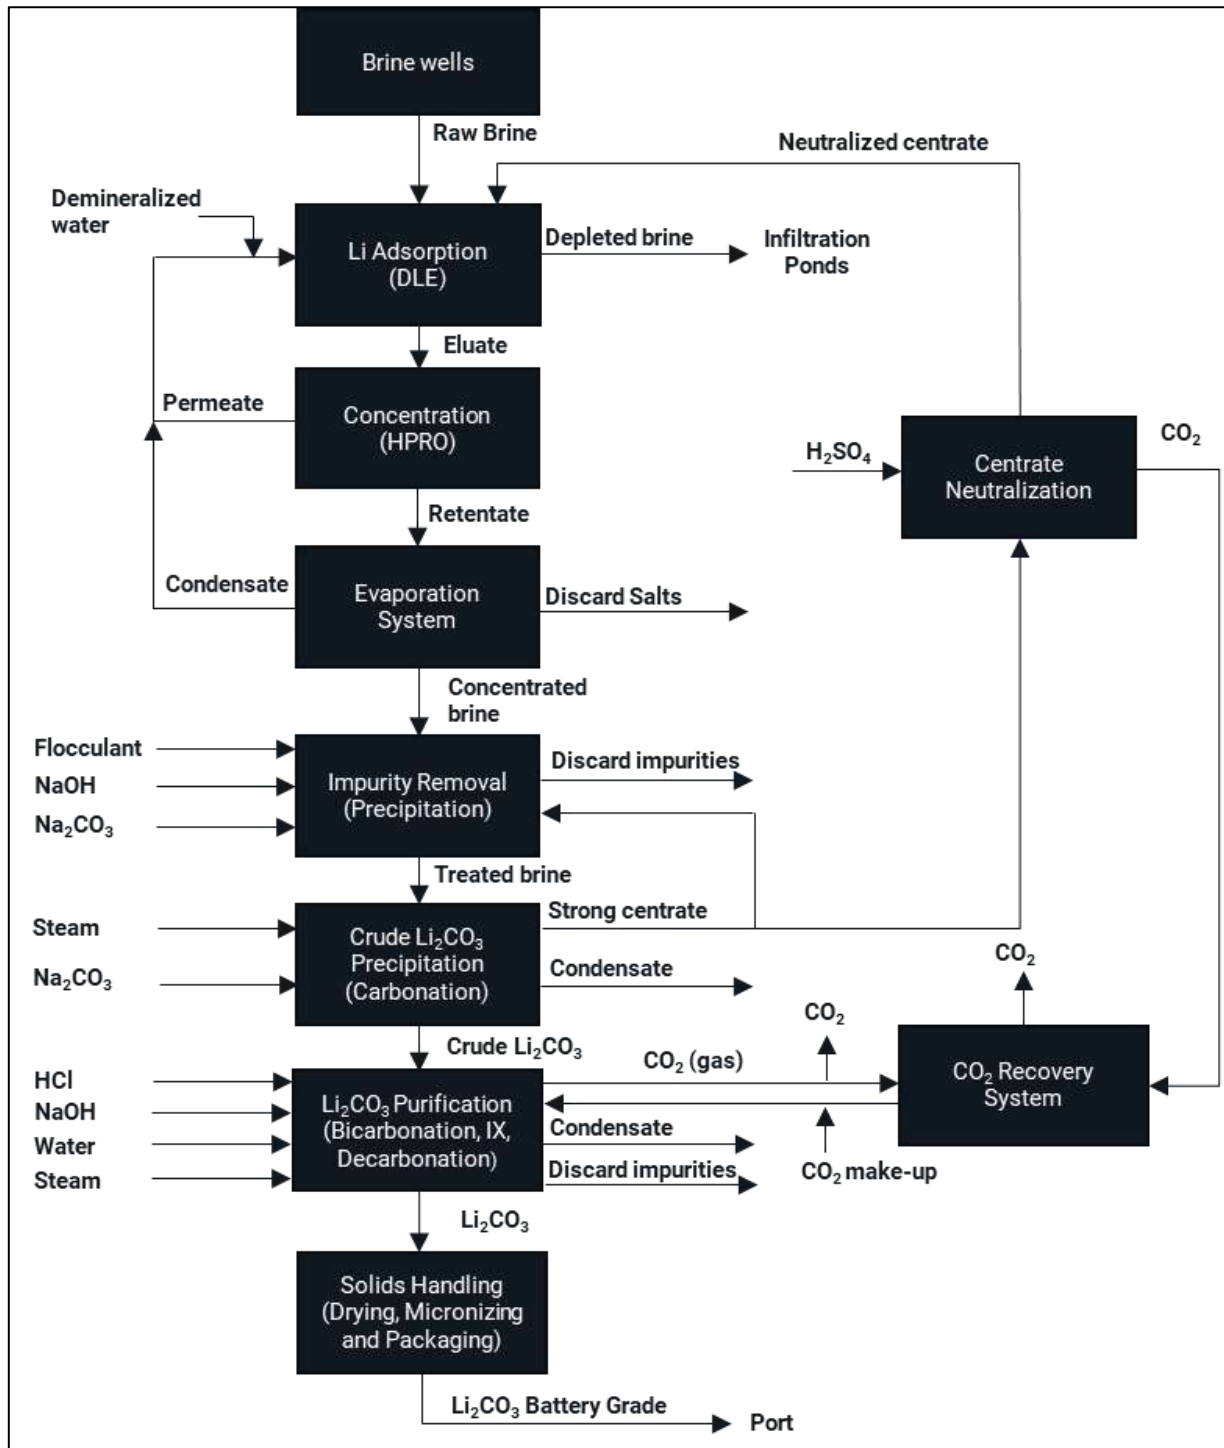 Brine wells
Raw Brine
Neutralized centrate
Demineralized
water
Li Adsorption
(DLE)
Depleted brine
Infiltration
Ponds
Eluate
Permeate
Concentration
(HPRO)
H₂SO₄
Centrate
Neutralization
CO₂
Retentate
Condensate
Evaporation
System
Discard Salts
Concentrated
brine
Flocculant
NaOH
Na₂CO₃
Impurity Removal
(Precipitation)
Discard impurities
Treated brine
Steam
Na₂CO₃
Crude Li₂CO₃
Precipitation
(Carbonation)
Strong centrate
Condensate
CO₂
Crude Li₂CO₃
CO₂ (gas)
CO₂
CO₂ Recovery
System
HCl
NaOH
Water
Steam
Li₂CO₃ Purification
(Bicarbonation, IX,
Decarbonation)
Condensate
Discard impurities
CO₂ make-up
Li₂CO₃
Solids Handling
(Drying, Micronizing
and Packaging)
Li₂CO₃ Battery Grade
Port